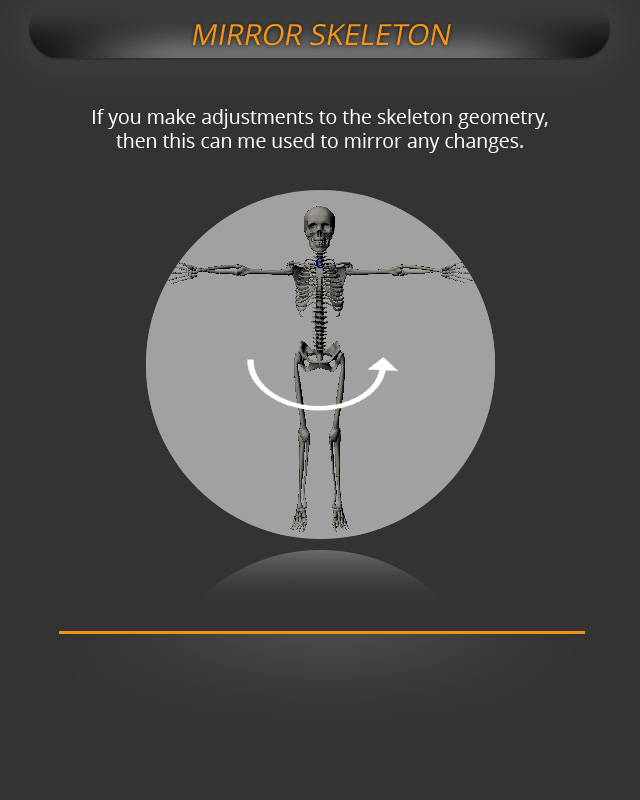 MIRROR SKELETON
If you make adjustments to the skeleton geometry,
then this can me used to mirror any changes.